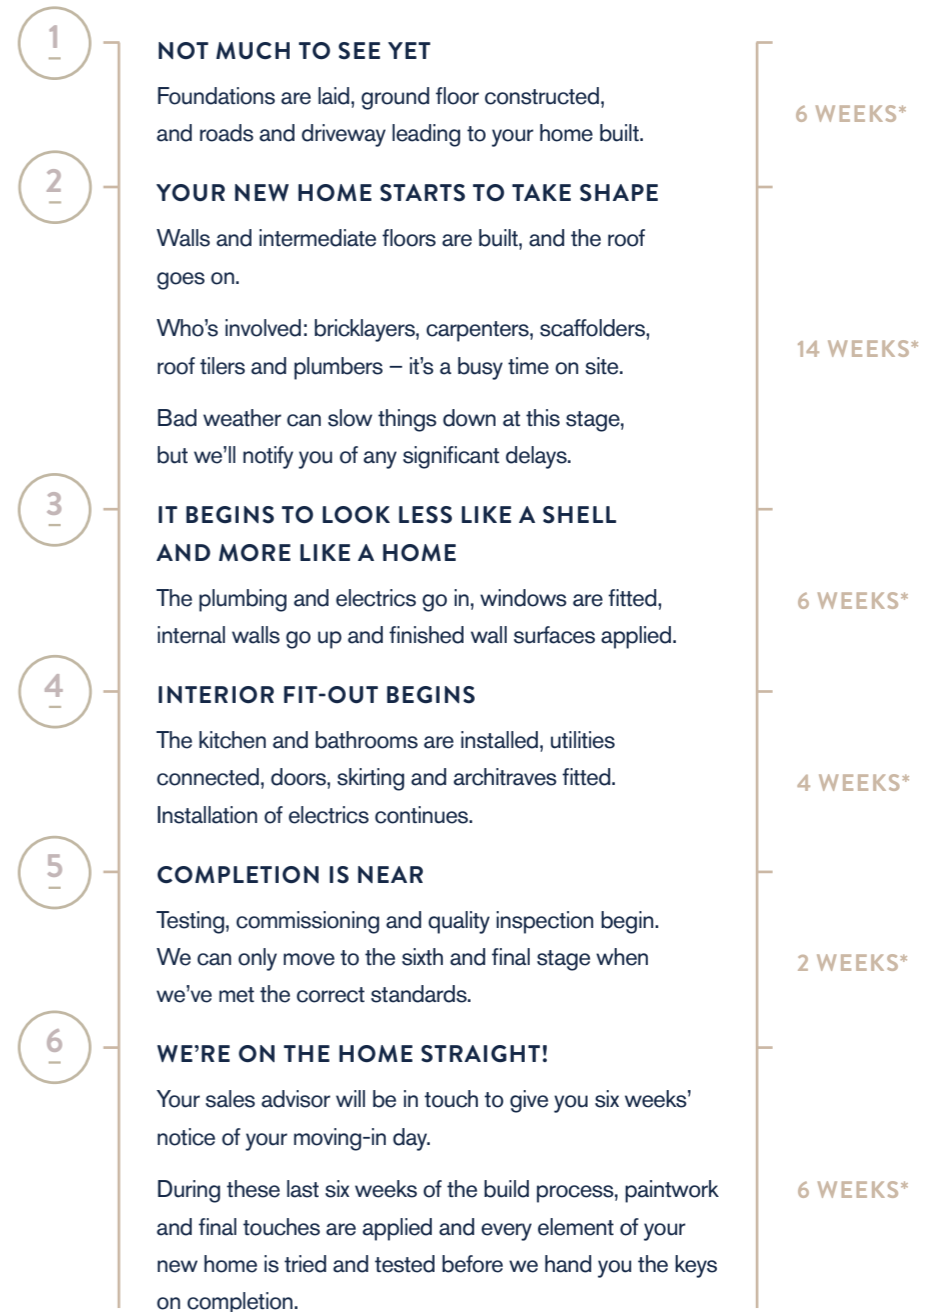 1
NOT MUCH TO SEE YET
Foundations are laid, ground floor constructed,
and roads and driveway leading to your home built.
6 WEEKS*
2
YOUR NEW HOME STARTS TO TAKE SHAPE
Walls and intermediate floors are built, and the roof
goes on.
Who’s involved: bricklayers, carpenters, scaffolders,
roof tilers and plumbers – it’s a busy time on site.
Bad weather can slow things down at this stage,
but we’ll notify you of any significant delays.
14 WEEKS*
3
IT BEGINS TO LOOK LESS LIKE A SHELL
AND MORE LIKE A HOME
The plumbing and electrics go in, windows are fitted,
internal walls go up and finished wall surfaces applied.
6 WEEKS*
4
INTERIOR FIT-OUT BEGINS
The kitchen and bathrooms are installed, utilities
connected, doors, skirting and architraves fitted.
Installation of electrics continues.
4 WEEKS*
5
COMPLETION IS NEAR
Testing, commissioning and quality inspection begin.
We can only move to the sixth and final stage when
we’ve met the correct standards.
2 WEEKS*
6
WE’RE ON THE HOME STRAIGHT!
Your sales advisor will be in touch to give you six weeks’
notice of your moving-in day.
During these last six weeks of the build process, paintwork
and final touches are applied and every element of your
new home is tried and tested before we hand you the keys
on completion.
6 WEEKS*